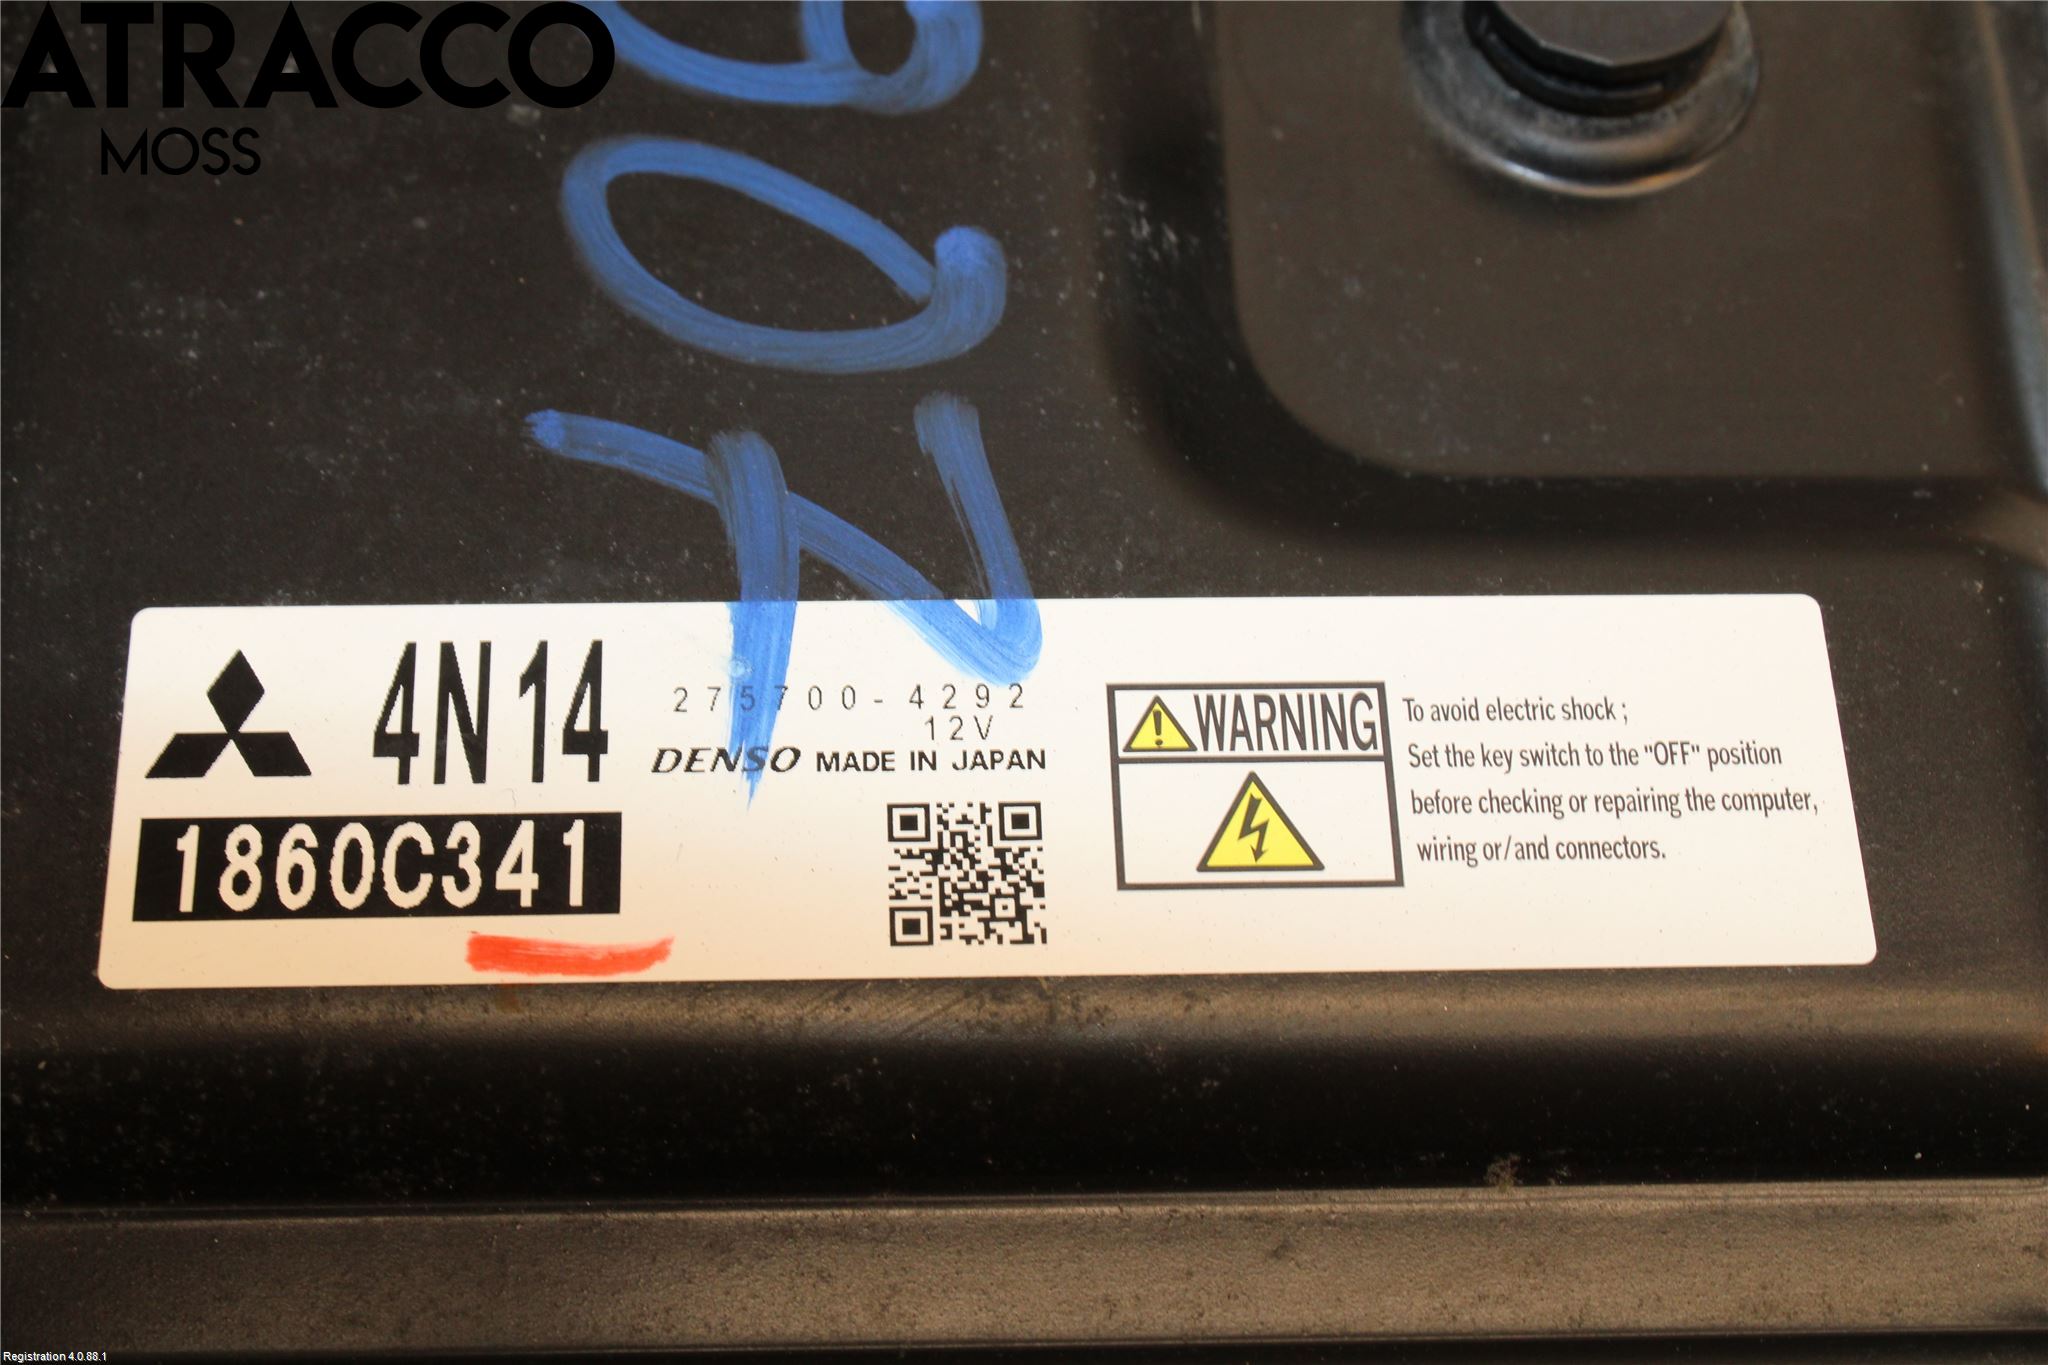 ATRACCO
MOSS
4N14
275700-4292
12V
DENSO MADE IN JAPAN
1860C341
WARNING
To avoid electric shock ;
Set the key switch to the "OFF" position
before checking or repairing the computer,
wiring or/and connectors.
Registration 4.0.88.1